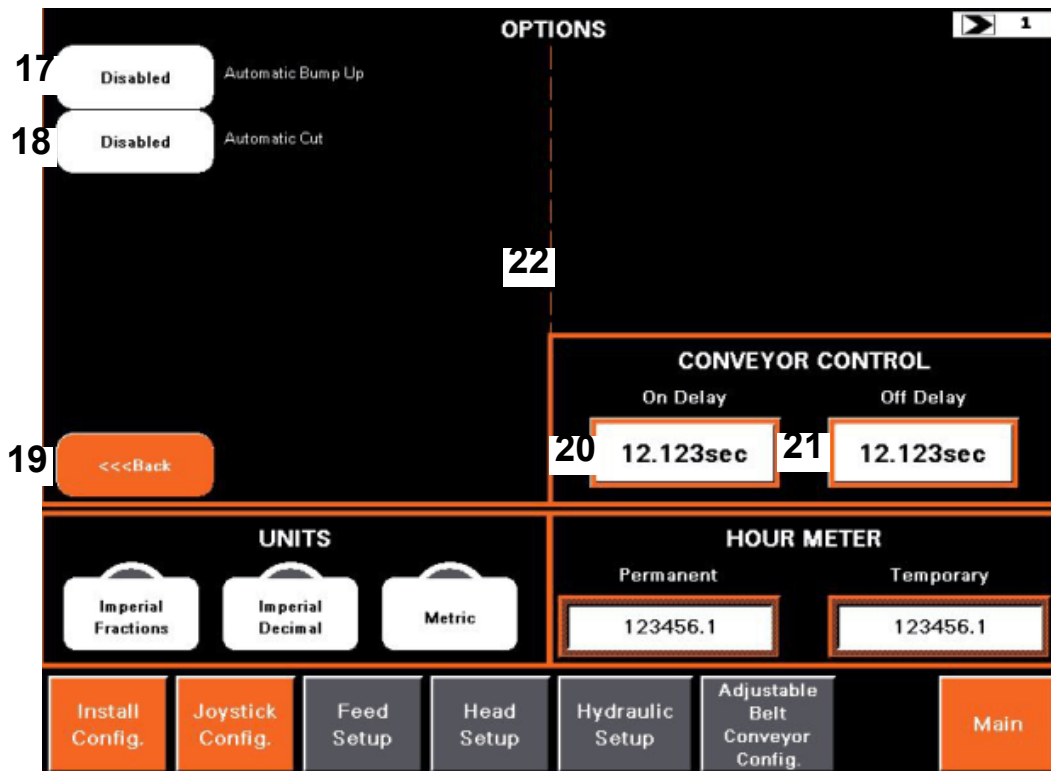 OPTIONS
1
17
Disabled
Automatic Bump Up
18
Disabled
Automatic Cut
22
CONVEYOR CONTROL
On Delay
Off Delay
19
<<<Back
20
12.123sec
21
12.123sec
UNITS
Imperial
Fractions
Imperial
Decimal
Metric
HOUR METER
Permanent
Temporary
123456.1
123456.1
Install
Config.
Joystick
Config.
Feed
Setup
Head
Setup
Hydraulic
Setup
Adjustable
Belt
Conveyor
Config.
Main